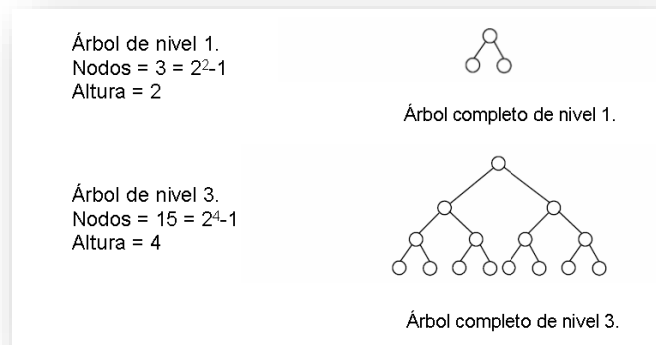 Árbol de nivel 1.
Nodos = 3 = 2²-1
Altura = 2
Árbol completo de nivel 1.
Árbol de nivel 3.
Nodos = 15 = 2⁴-1
Altura = 4
Árbol completo de nivel 3.